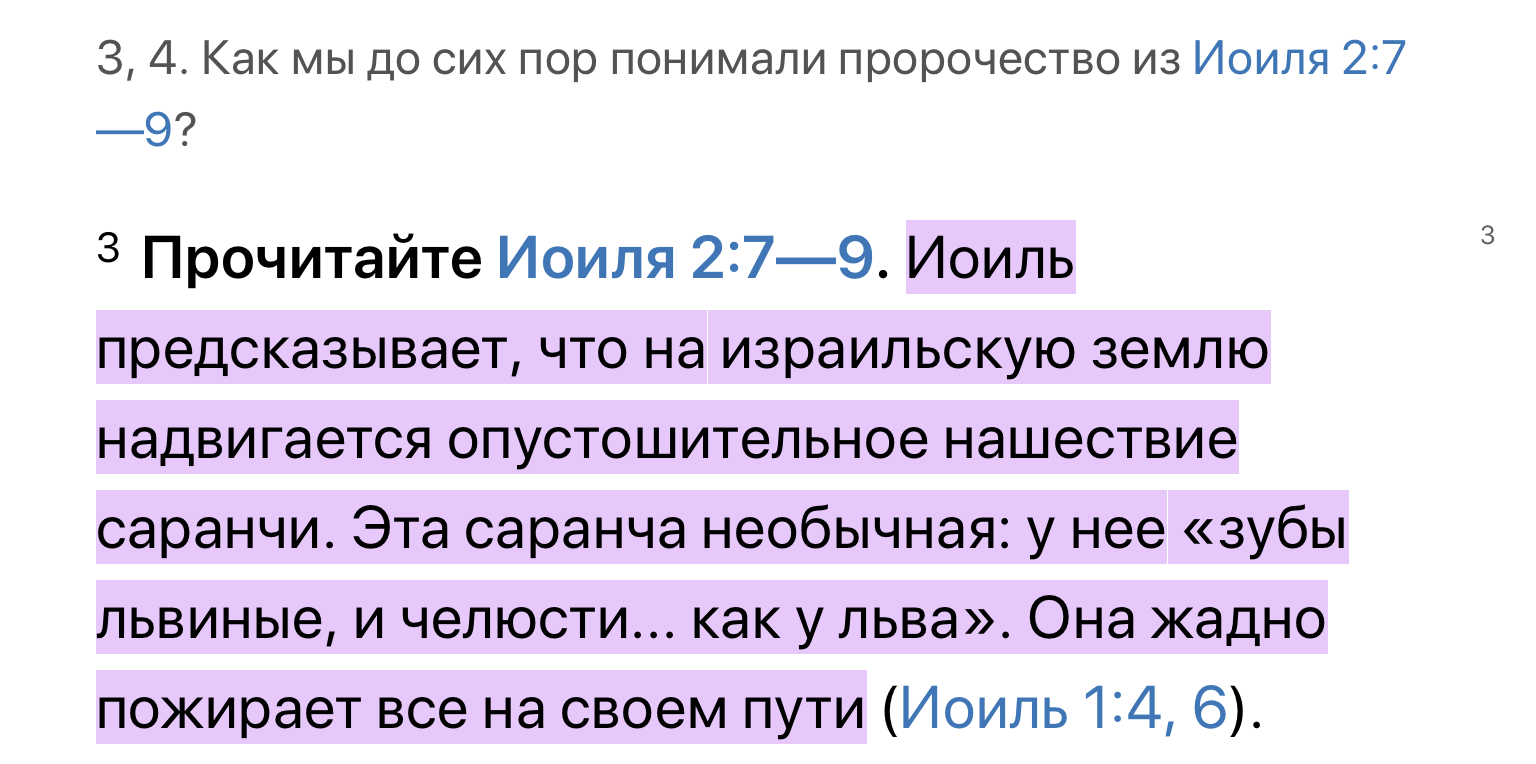 3, 4. Как мы до сих пор понимали пророчество из Иоиля 2:7
—9?
3 Прочитайте Иоиля 2:7—9. Иоиль
3
предсказывает, что на израильскую землю
надвигается опустошительное нашествие
саранчи. Эта саранча необычная: у нее «зубы
львиные, и челюсти... как у льва». Она жадно
пожирает все на своем пути (Иоиль 1:4, 6).